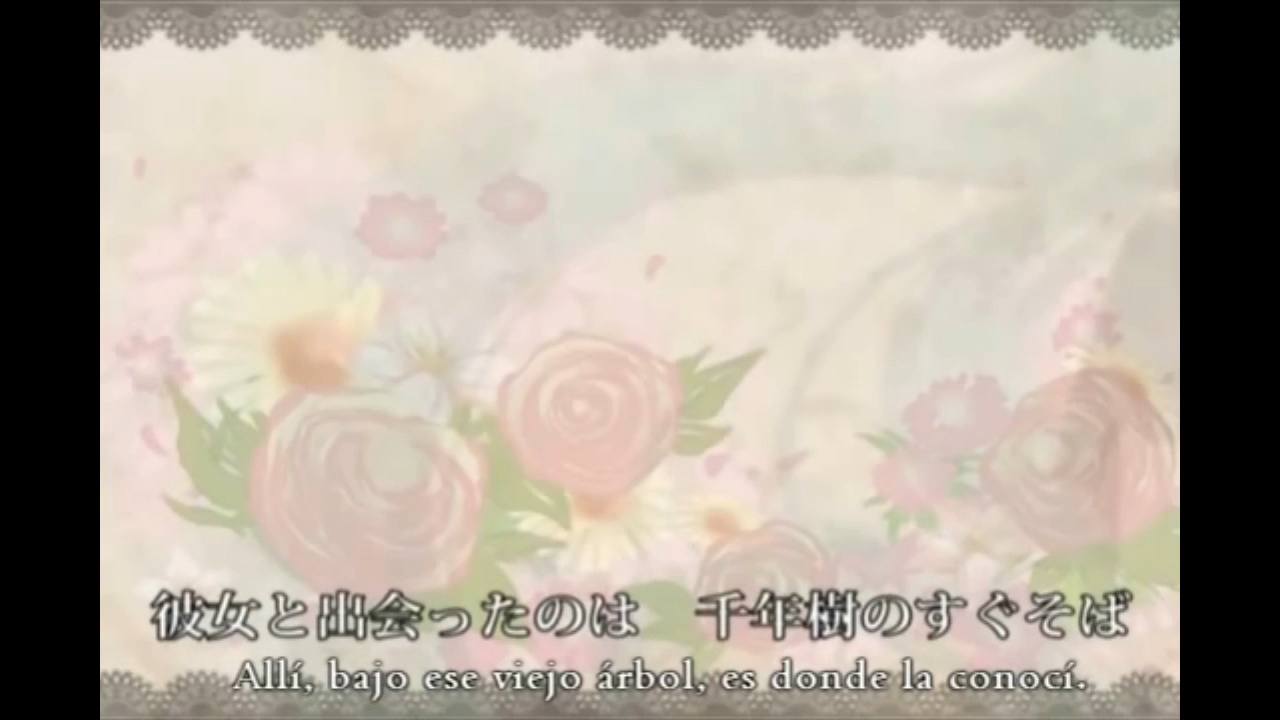 彼女と出会ったのは　千年樹のすぐそば
Allí, bajo ese viejo árbol, es donde la conocí.